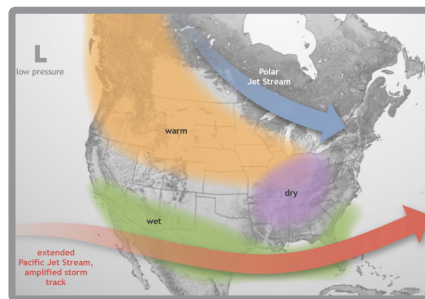 L
low pressure
Polar
Jet Stream
warm
dry
wet
extended
Pacific Jet Stream,
amplified storm
track